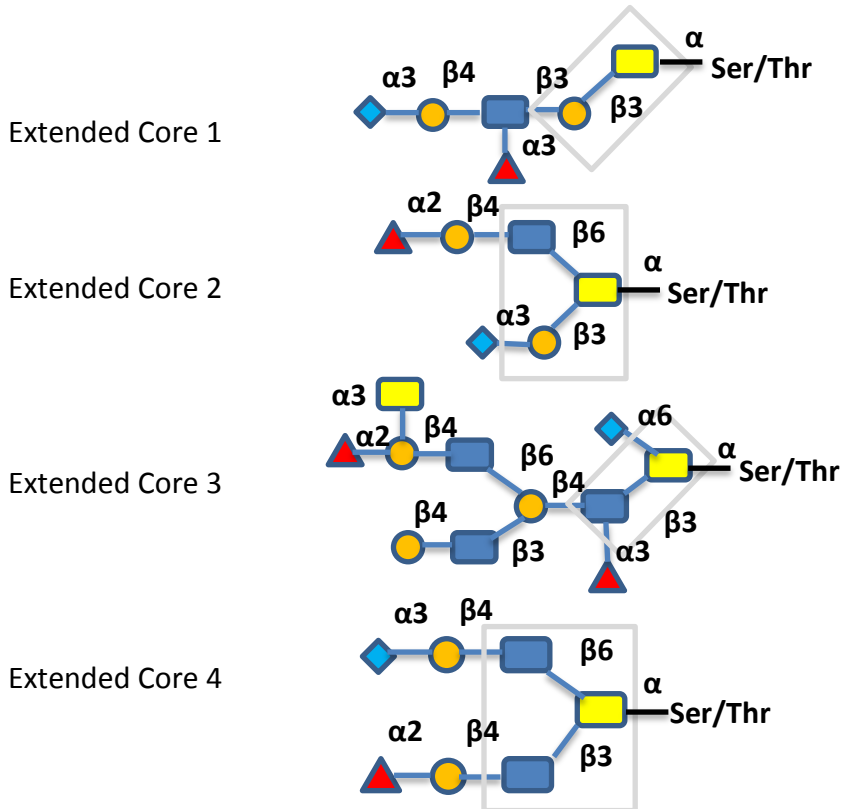 α
α3 β4 β3 Ser/Thr
β3
Extended Core 1
α3
α2 β4
β6
α
Extended Core 2
Ser/Thr
α3
β3
α3
α6
α2 β4
β6
α
β4
Extended Core 3
Ser/Thr
β4
β3
β3
α3
α3 β4
β6
Extended Core 4
α
Ser/Thr
α2 β4
β3